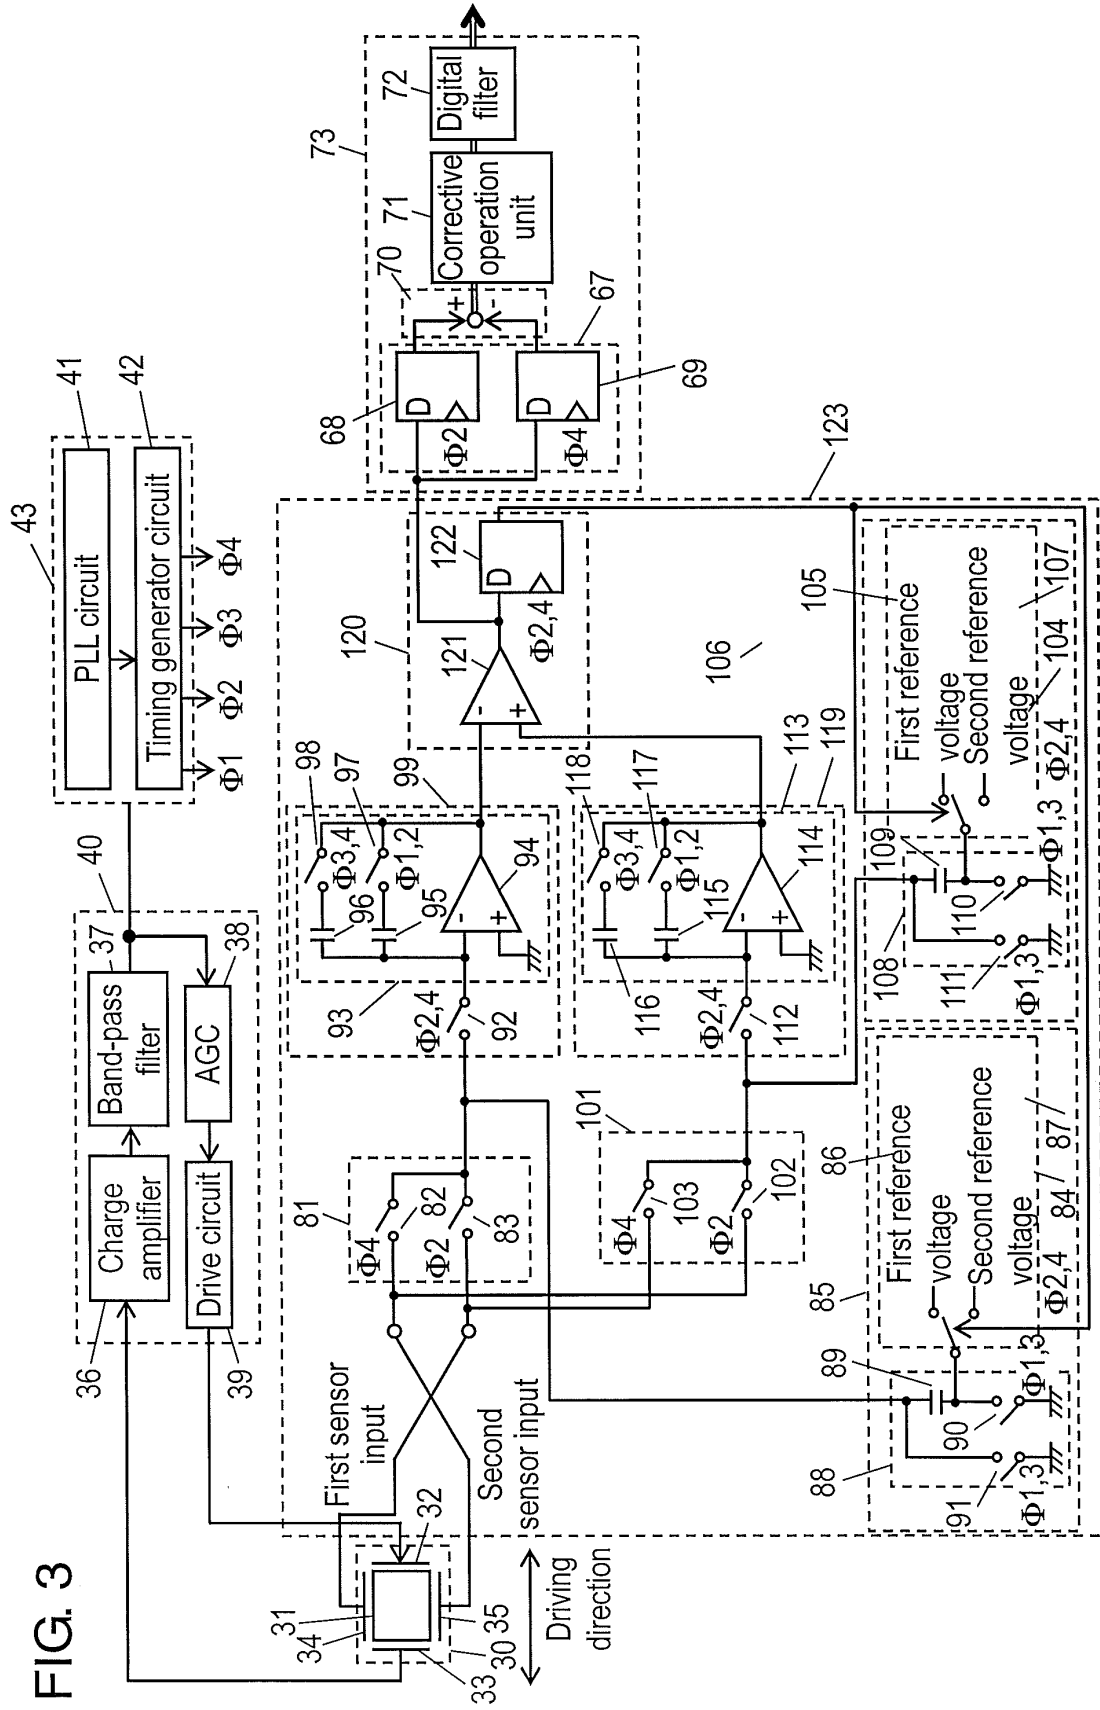 FIG. 3
43
PLL circuit
41
Timing generator circuit
42
Φ1
Φ2
Φ3
Φ4
40
36
Charge
amplifier
37
Band-pass
filter
AGC
38
Drive circuit
39
73
72
Digital
filter
71
Corrective
operation
unit
70
+
-
67
68
D
Φ2
69
D
Φ4
123
120
121
-
+
122
D
Φ2,4
99
98
Φ3,4
97
Φ1,2
96
95
94
-
+
93
Φ2,4
92
113
119
118
Φ3,4
117
Φ1,2
116
115
114
-
+
Φ2,4
112
81
Φ4
82
Φ2
83
101
Φ4
103
Φ2
102
First sensor
input
Second
sensor input
31
34
32
35
30
33
Driving
direction
106
105
First reference
voltage
Second reference
voltage
107
104
Φ2,4
Φ1,3
109
108
110
111
Φ1,3
85
86
First reference
voltage
Second reference
voltage
87
84
Φ2,4
Φ1,3
89
88
90
91
Φ1,3